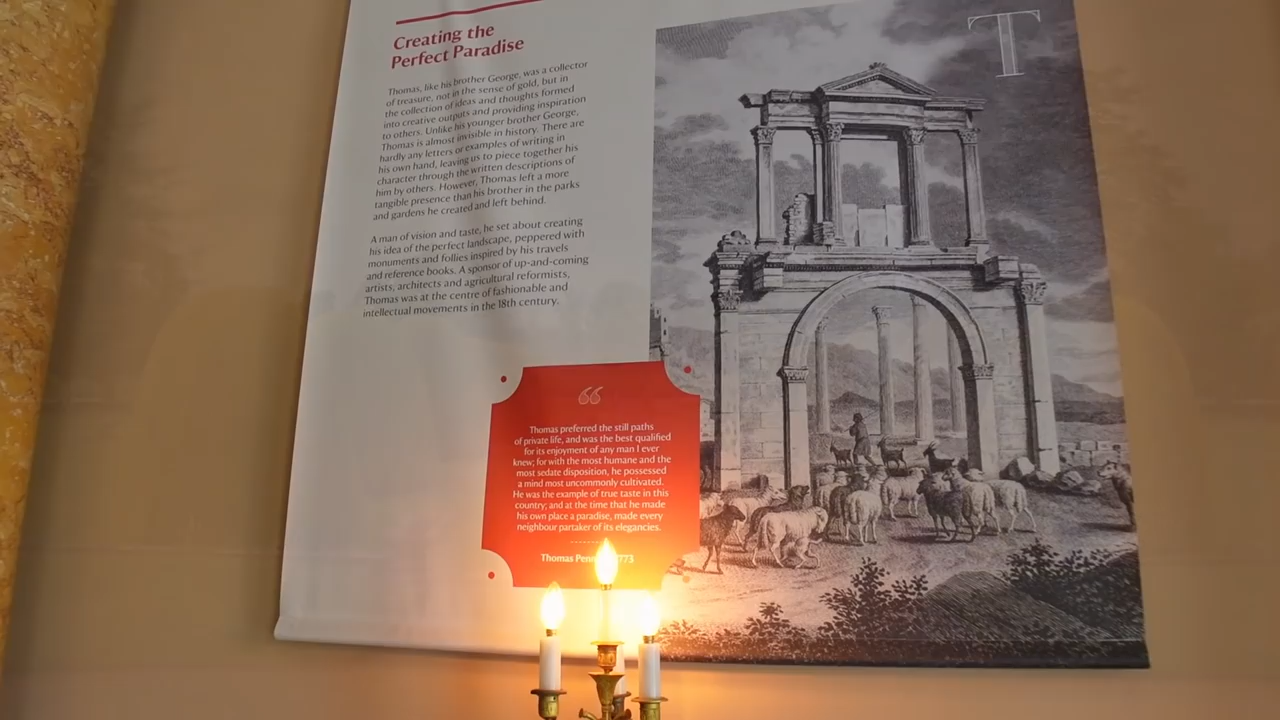 Creating the
Perfect Paradise
Thomas, like his brother George, was a collector
of treasure, not in the sense of gold, but in
the collection of ideas and thoughts formed
into creative outputs and providing inspiration
to others. Unlike his younger brother George,
Thomas is almost invisible in history. There are
hardly any letters or examples of writing in
his own hand, leaving us to piece together his
character through the written descriptions of
him by others. However, Thomas left a more
tangible presence than his brother in the parks
and gardens he created and left behind.
A man of vision and taste, he set about creating
his idea of the perfect landscape, peppered with
monuments and follies inspired by his travels
and reference books. A sponsor of up-and-coming
artists, architects and agricultural reformists,
Thomas was at the centre of fashionable and
intellectual movements in the 18th century.
T
“
Thomas preferred the still paths
of private life, and was the best qualified
for its enjoyment of any man I ever
knew; for with the most humane and the
most sedate disposition, he possessed
a mind most uncommonly cultivated.
He was the example of true taste in this
country; and at the time that he made
his own place a paradise, made every
neighbour partaker of its elegancies.
Thomas